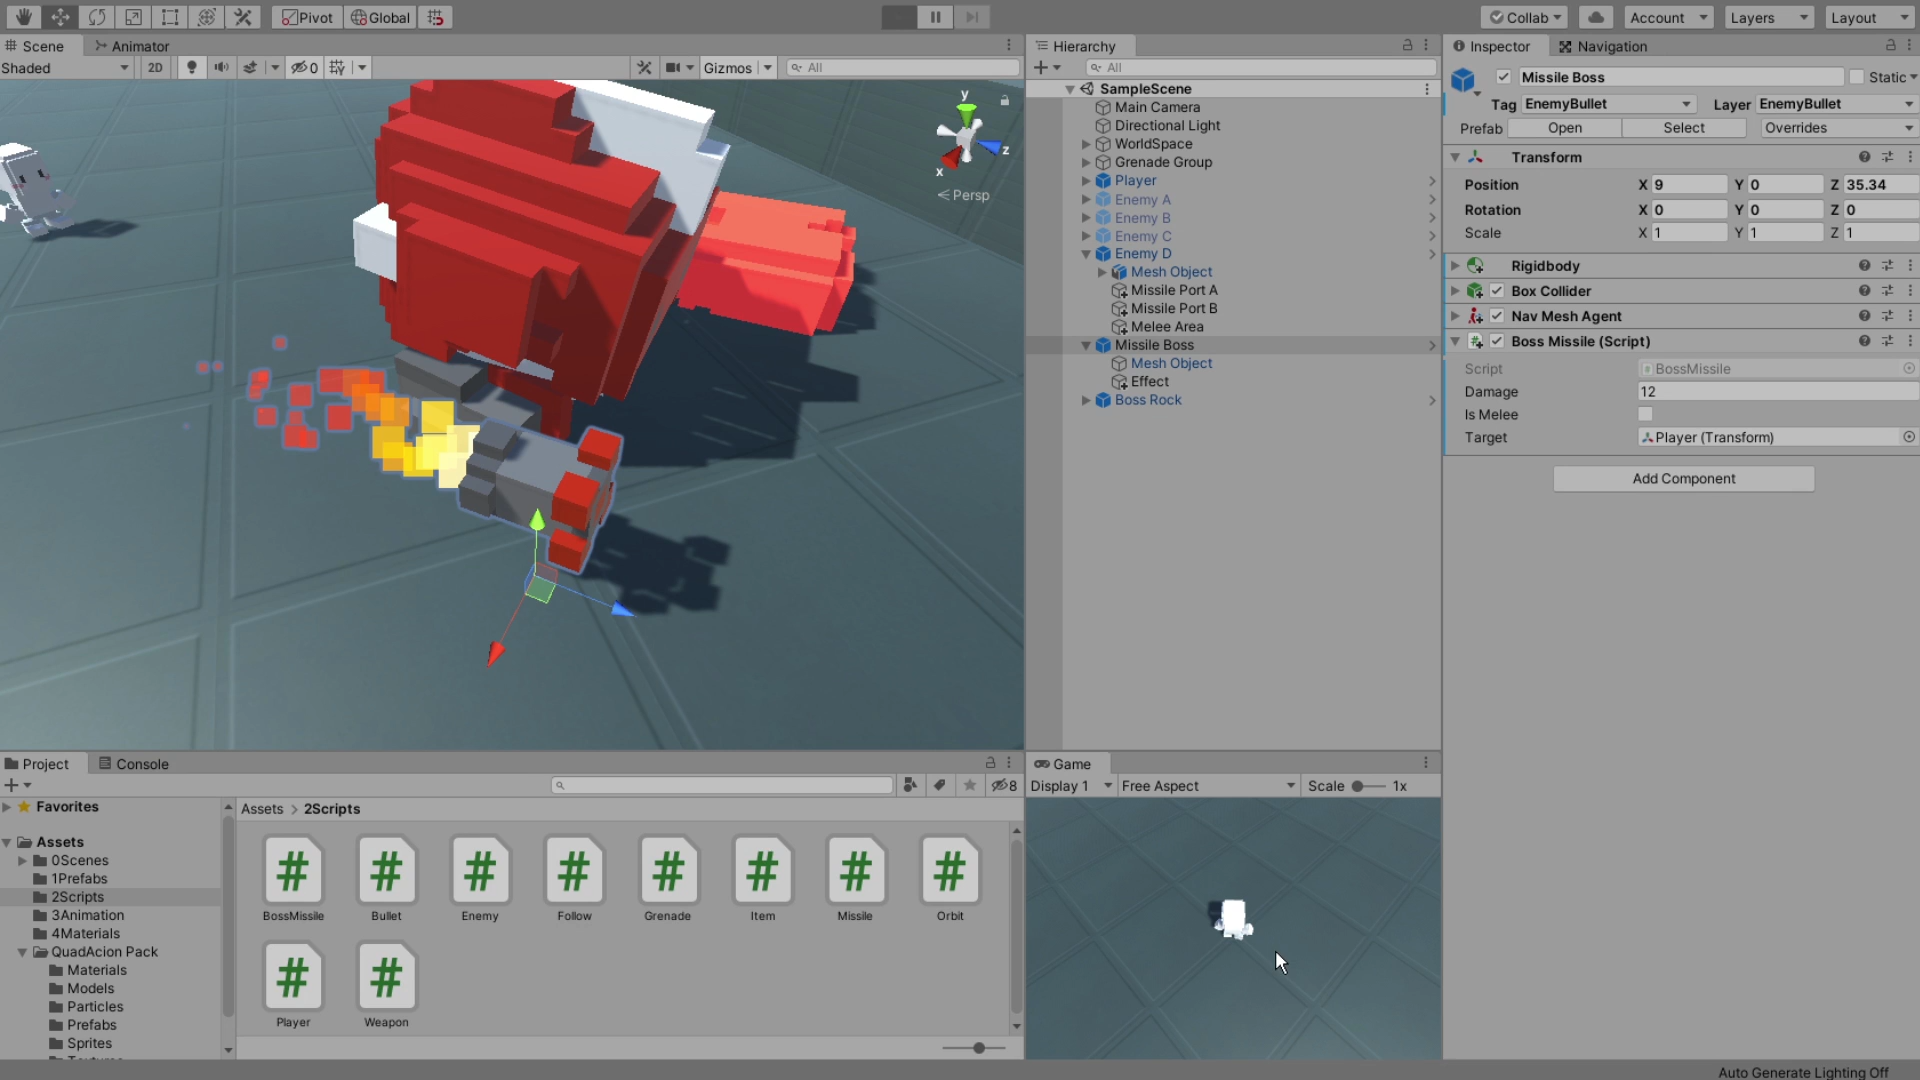 Pivot Global Collab Account Layers Layout
Scene Animator
Shaded 2D 0 Gizmos All
y
z
x
Persp
Hierarchy
All
SampleScene
Main Camera
Directional Light
WorldSpace
Grenade Group
Player
Enemy A
Enemy B
Enemy C
Enemy D
Mesh Object
Missile Port A
Missile Port B
Melee Area
Missile Boss
Mesh Object
Effect
Boss Rock
Inspector Navigation
Missile Boss Static
Tag EnemyBullet Layer EnemyBullet
Prefab Open Select Overrides
Transform
Position X 9 Y 0 Z 35.34
Rotation X 0 Y 0 Z 0
Scale X 1 Y 1 Z 1
Rigidbody
Box Collider
Nav Mesh Agent
Boss Missile (Script)
Script BossMissile
Damage 12
Is Melee
Target Player (Transform)
Add Component
Project Console
8
Favorites
Assets
0Scenes
1Prefabs
2Scripts
3Animation
4Materials
QuadAcion Pack
Materials
Models
Particles
Prefabs
Sprites
Assets > 2Scripts
BossMissile Bullet Enemy Follow Grenade Item Missile Orbit
Player Weapon
Game
Display 1 Free Aspect Scale 1x
Auto Generate Lighting Off